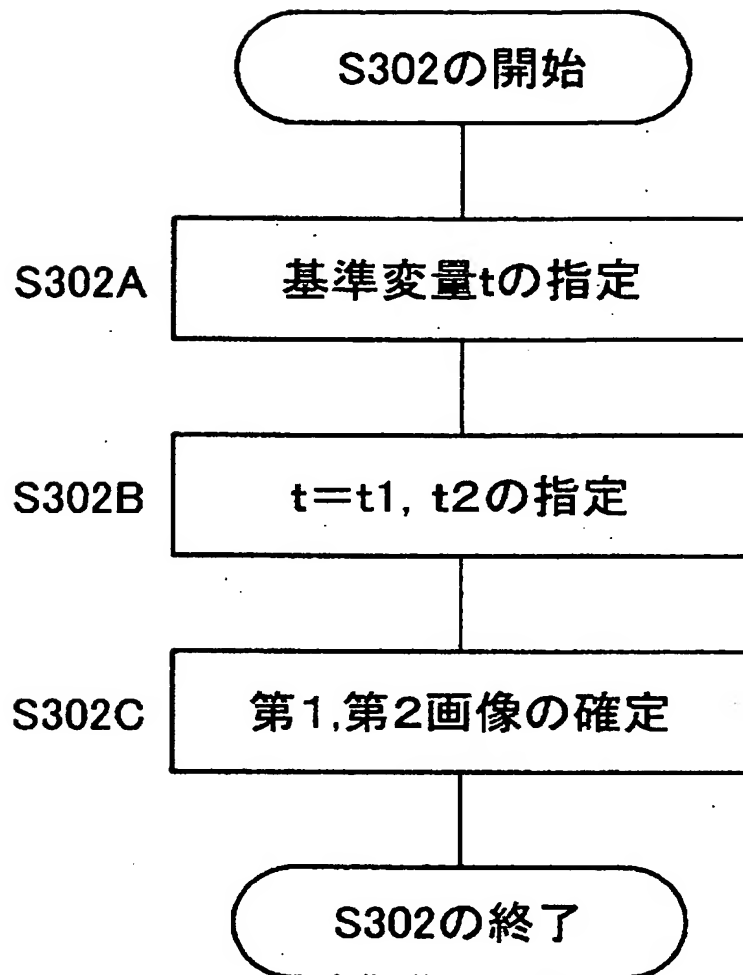 S302の開始
S302A 基準変量tの指定
S302B t=t1, t2の指定
S302C 第1,第2画像の確定
S302の終了